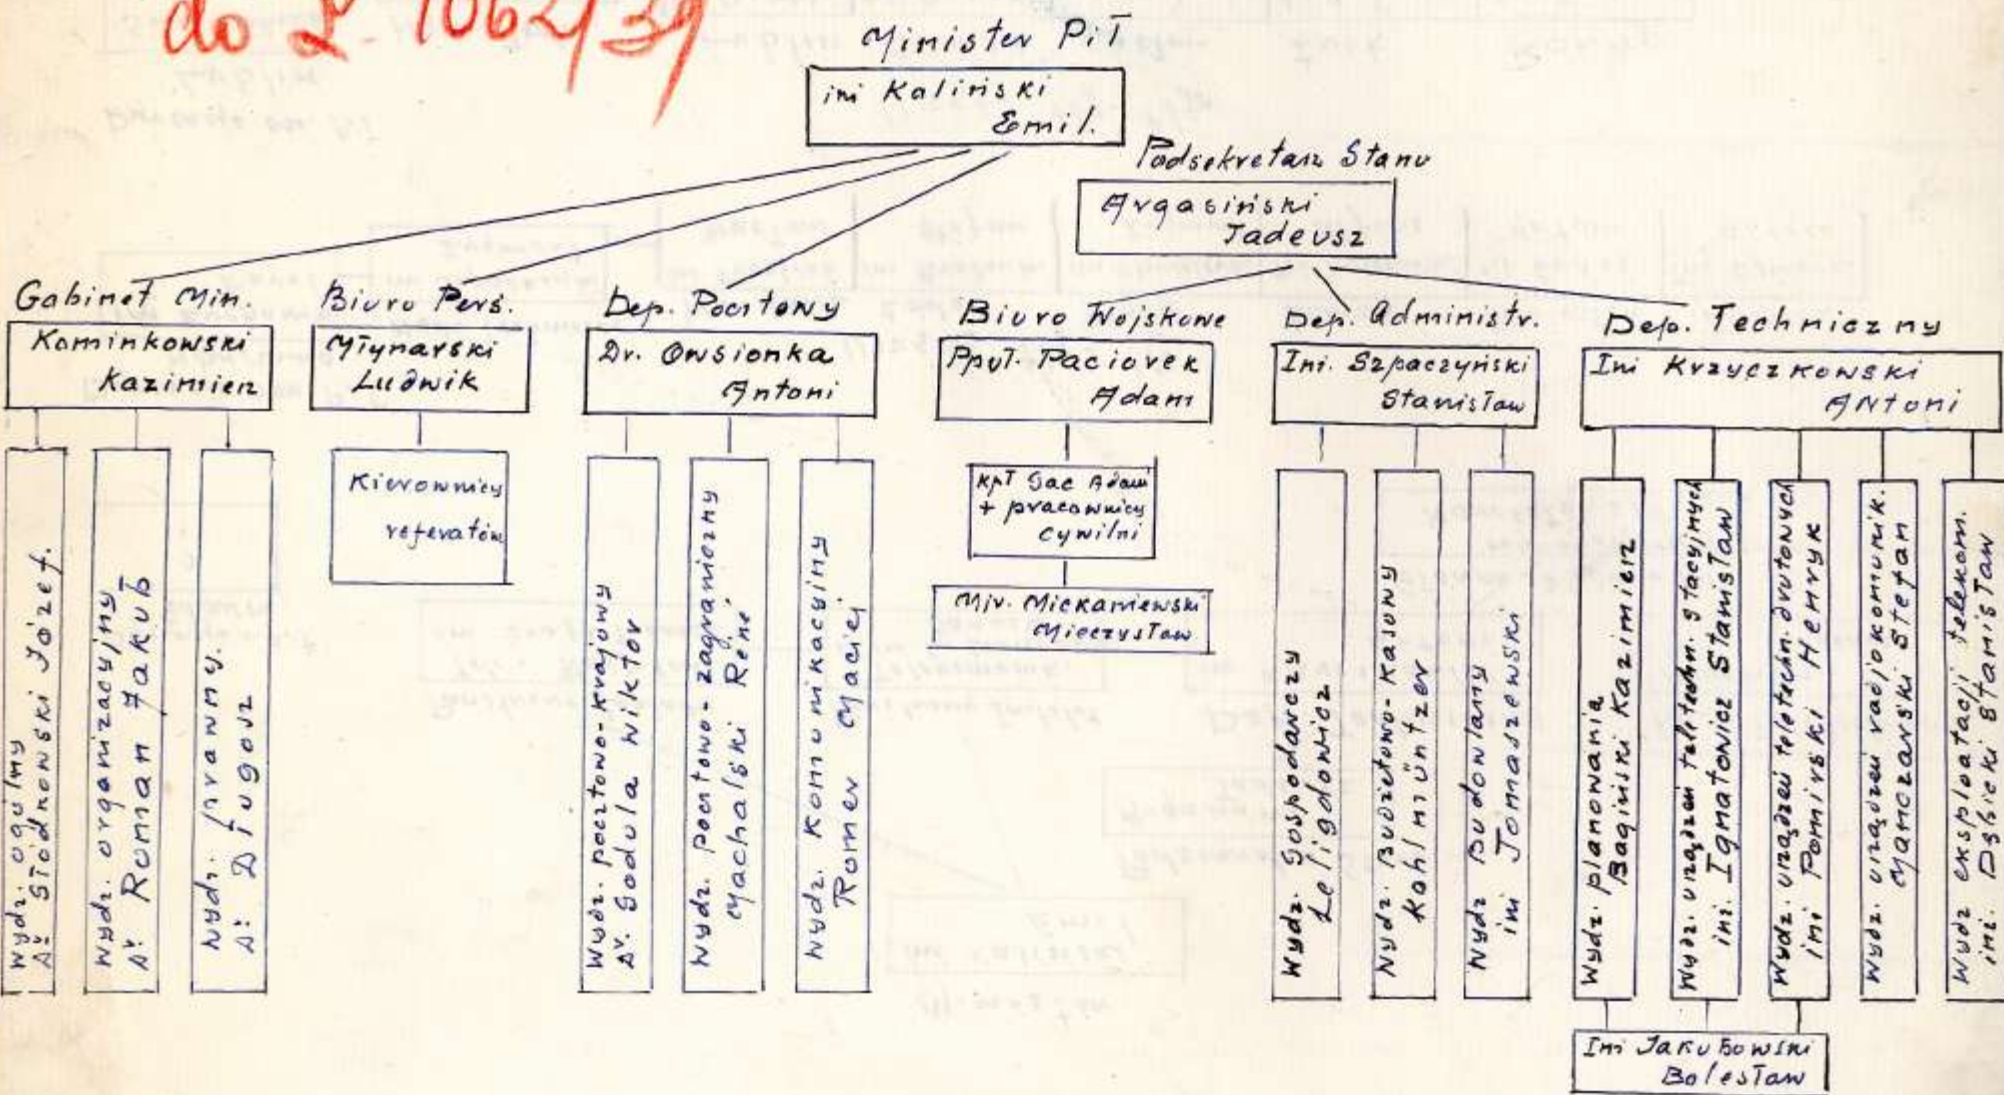 do L - 1062/39
Minister PiT
inż Kaliński
Emil.
Podsekretarz Stanu
Argasiński
Tadeusz
Gabinet Min.
Kominkowski
Kazimierz
Biuro Pers.
Młynarski
Ludwik
Dep. Pocztowy
Dr. Owsionka
Antoni
Biuro Wojskowe
Ppuł. Paciorek
Adam
Dep. Administr.
Inż. Szpaczyński
Stanisław
Dep. Techniczny
Inż Krzyczkowski
Antoni
Wydz. ogólny
Dr. Słodkowski Józef.
Wydz. organizacyjny
Dr. Roman Jakub
Wydz. prawny.
Dr. Długosz
Kierownicy
referatów
Wydz. pocztowo-krajowy
Dr. Godula Wiktor
Wydz. pocztowo-zagraniczny
Machalski René
Wydz. Komunikacyjny
Romer Maciej
Kpt Gac Adam
+ pracownicy
cywilni
Mjr. Mickaniewski
Mieczysław
Wydz. Gospodarczy
Leligdowicz
Wydz. Budżetowo-Kasowy
Kohlmüntzer
Wydz Budowlany
inż Tomaszewski
Wydz. planowania
Bagiński Kazimierz
Wydz. urządzeń teletechn. stacyjnych
inż. Ignatowicz Stanisław
Wydz. urządzeń teletechn. drutowych
inż Pomirski Henryk
Wydz. urządzeń radjokomunik.
Manczarski Stefan
Wydz eksploatacji telekom.
inż. Dębicki Stanisław
Inż Jakubowski
Bolesław